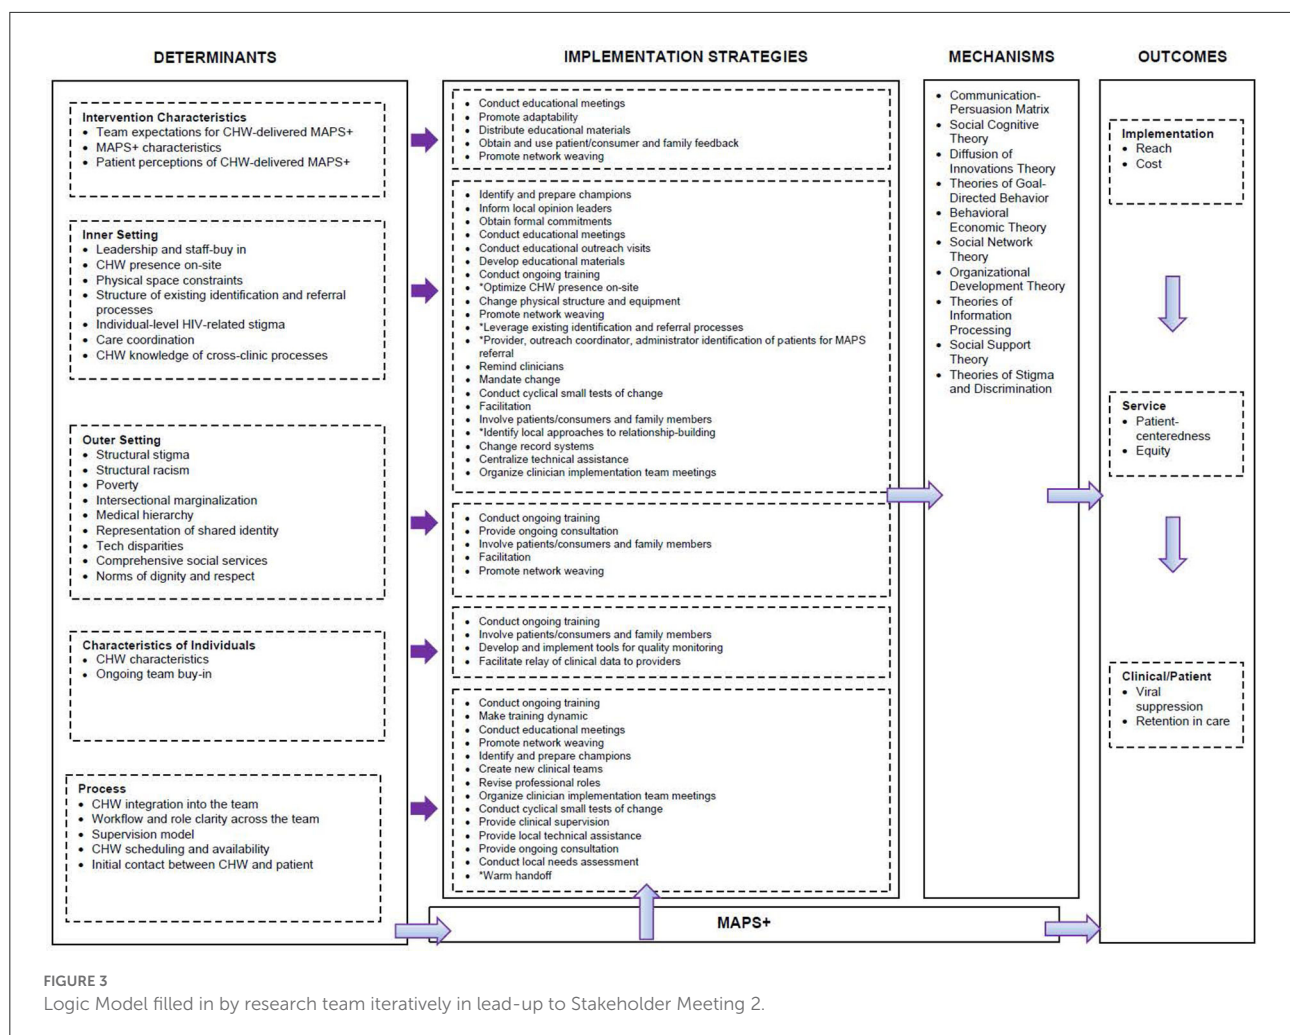 DETERMINANTS
Intervention Characteristics
• Team expectations for CHW-delivered MAPS+
• MAPS+ characteristics
• Patient perceptions of CHW-delivered MAPS+
Inner Setting
• Leadership and staff-buy in
• CHW presence on-site
• Physical space constraints
• Structure of existing identification and referral
processes
• Individual-level HIV-related stigma
• Care coordination
• CHW knowledge of cross-clinic processes
Outer Setting
• Structural stigma
• Structural racism
• Poverty
• Intersectional marginalization
• Medical hierarchy
• Representation of shared identity
• Tech disparities
• Comprehensive social services
• Norms of dignity and respect
Characteristics of Individuals
• CHW characteristics
• Ongoing team buy-in
Process
• CHW integration into the team
• Workflow and role clarity across the team
• Supervision model
• CHW scheduling and availability
• Initial contact between CHW and patient
IMPLEMENTATION STRATEGIES
• Conduct educational meetings
• Promote adaptability
• Distribute educational materials
• Obtain and use patient/consumer and family feedback
• Promote network weaving
• Identify and prepare champions
• Inform local opinion leaders
• Obtain formal commitments
• Conduct educational meetings
• Conduct educational outreach visits
• Develop educational materials
• Conduct ongoing training
• *Optimize CHW presence on-site
• Change physical structure and equipment
• Promote network weaving
• *Leverage existing identification and referral processes
• *Provider, outreach coordinator, administrator identification of patients for MAPS
referral
• Remind clinicians
• Mandate change
• Conduct cyclical small tests of change
• Facilitation
• Involve patients/consumers and family members
• *Identify local approaches to relationship-building
• Change record systems
• Centralize technical assistance
• Organize clinician implementation team meetings
• Conduct ongoing training
• Provide ongoing consultation
• Involve patients/consumers and family members
• Facilitation
• Promote network weaving
• Conduct ongoing training
• Involve patients/consumers and family members
• Develop and implement tools for quality monitoring
• Facilitate relay of clinical data to providers
• Conduct ongoing training
• Make training dynamic
• Conduct educational meetings
• Promote network weaving
• Identify and prepare champions
• Create new clinical teams
• Revise professional roles
• Organize clinician implementation team meetings
• Conduct cyclical small tests of change
• Provide clinical supervision
• Provide local technical assistance
• Provide ongoing consultation
• Conduct local needs assessment
• *Warm handoff
MAPS+
MECHANISMS
• Communication-
Persuasion Matrix
• Social Cognitive
Theory
• Diffusion of
Innovations Theory
• Theories of Goal-
Directed Behavior
• Behavioral
Economic Theory
• Social Network
Theory
• Organizational
Development Theory
• Theories of
Information
Processing
• Social Support
Theory
• Theories of Stigma
and Discrimination
OUTCOMES
Implementation
• Reach
• Cost
Service
• Patient-
centeredness
• Equity
Clinical/Patient
• Viral
suppression
• Retention in care
FIGURE 3
Logic Model filled in by research team iteratively in lead-up to Stakeholder Meeting 2.